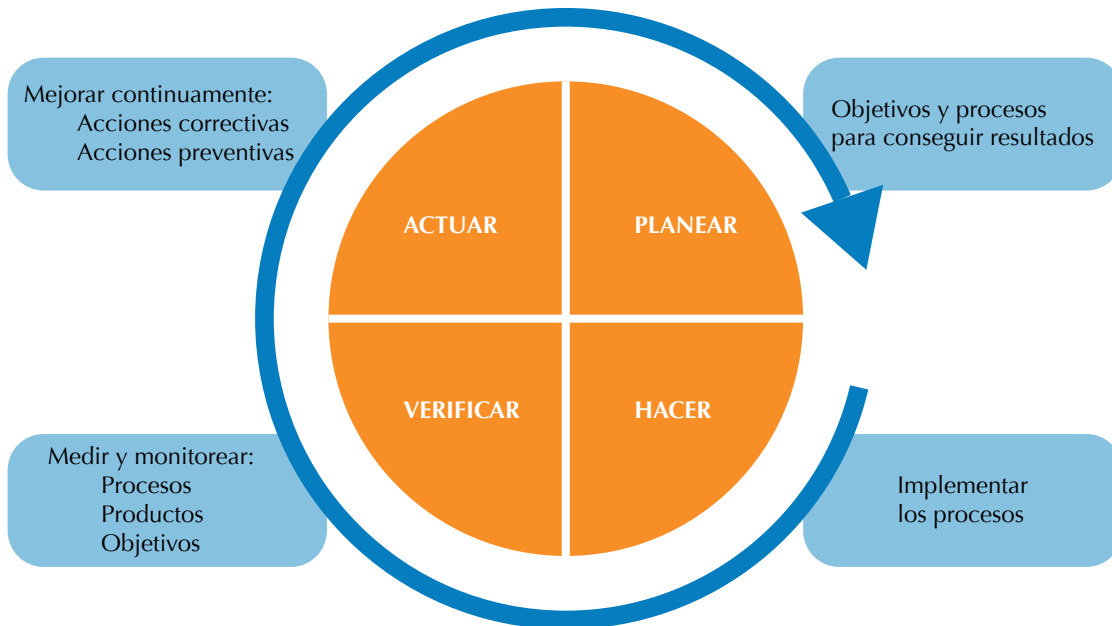 Mejorar continuamente:
Acciones correctivas
Acciones preventivas
Objetivos y procesos
para conseguir resultados
ACTUAR
PLANEAR
VERIFICAR
HACER
Medir y monitorear:
Procesos
Productos
Objetivos
Implementar
los procesos